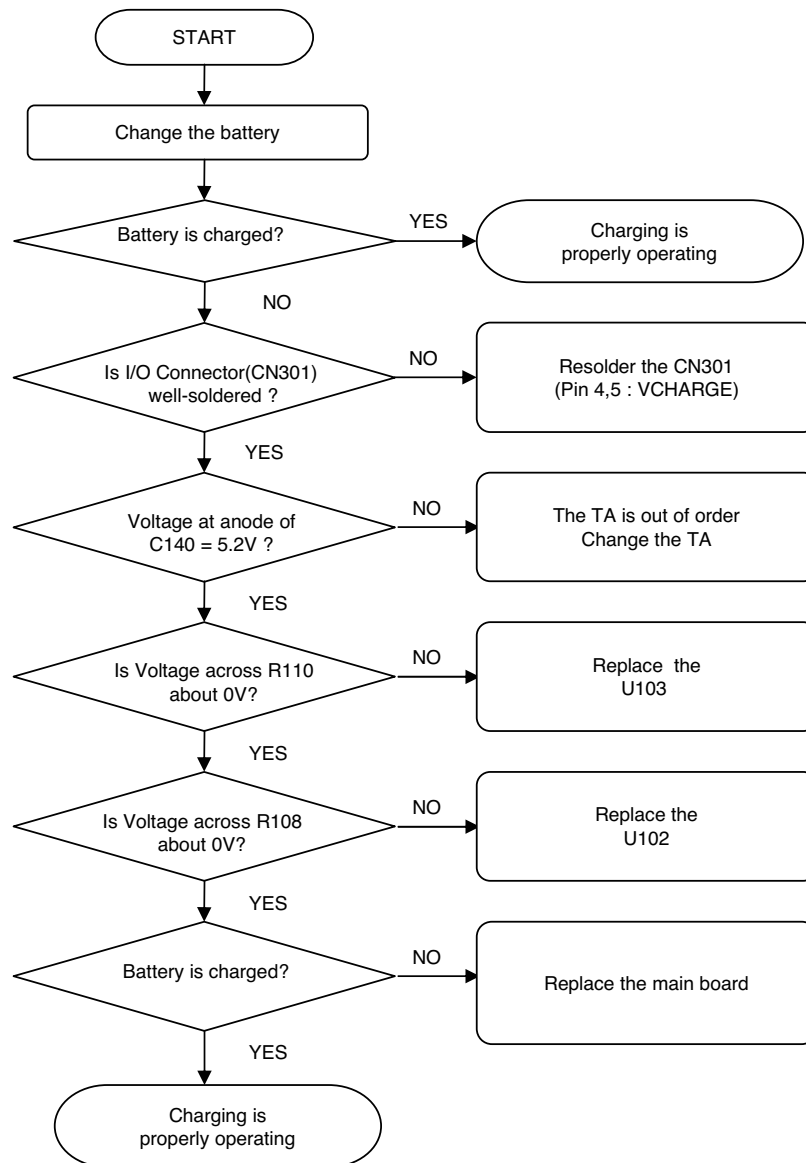 START
Change the battery
Battery is charged?
YES
Charging is
properly operating
NO
Is I/O Connector(CN301)
well-soldered ?
NO
Resolder the CN301
(Pin 4,5 : VCHARGE)
YES
Voltage at anode of
C140 = 5.2V ?
NO
The TA is out of order
Change the TA
YES
Is Voltage across R110
about 0V?
NO
Replace the
U103
YES
Is Voltage across R108
about 0V?
NO
Replace the
U102
YES
Battery is charged?
NO
Replace the main board
YES
Charging is
properly operating